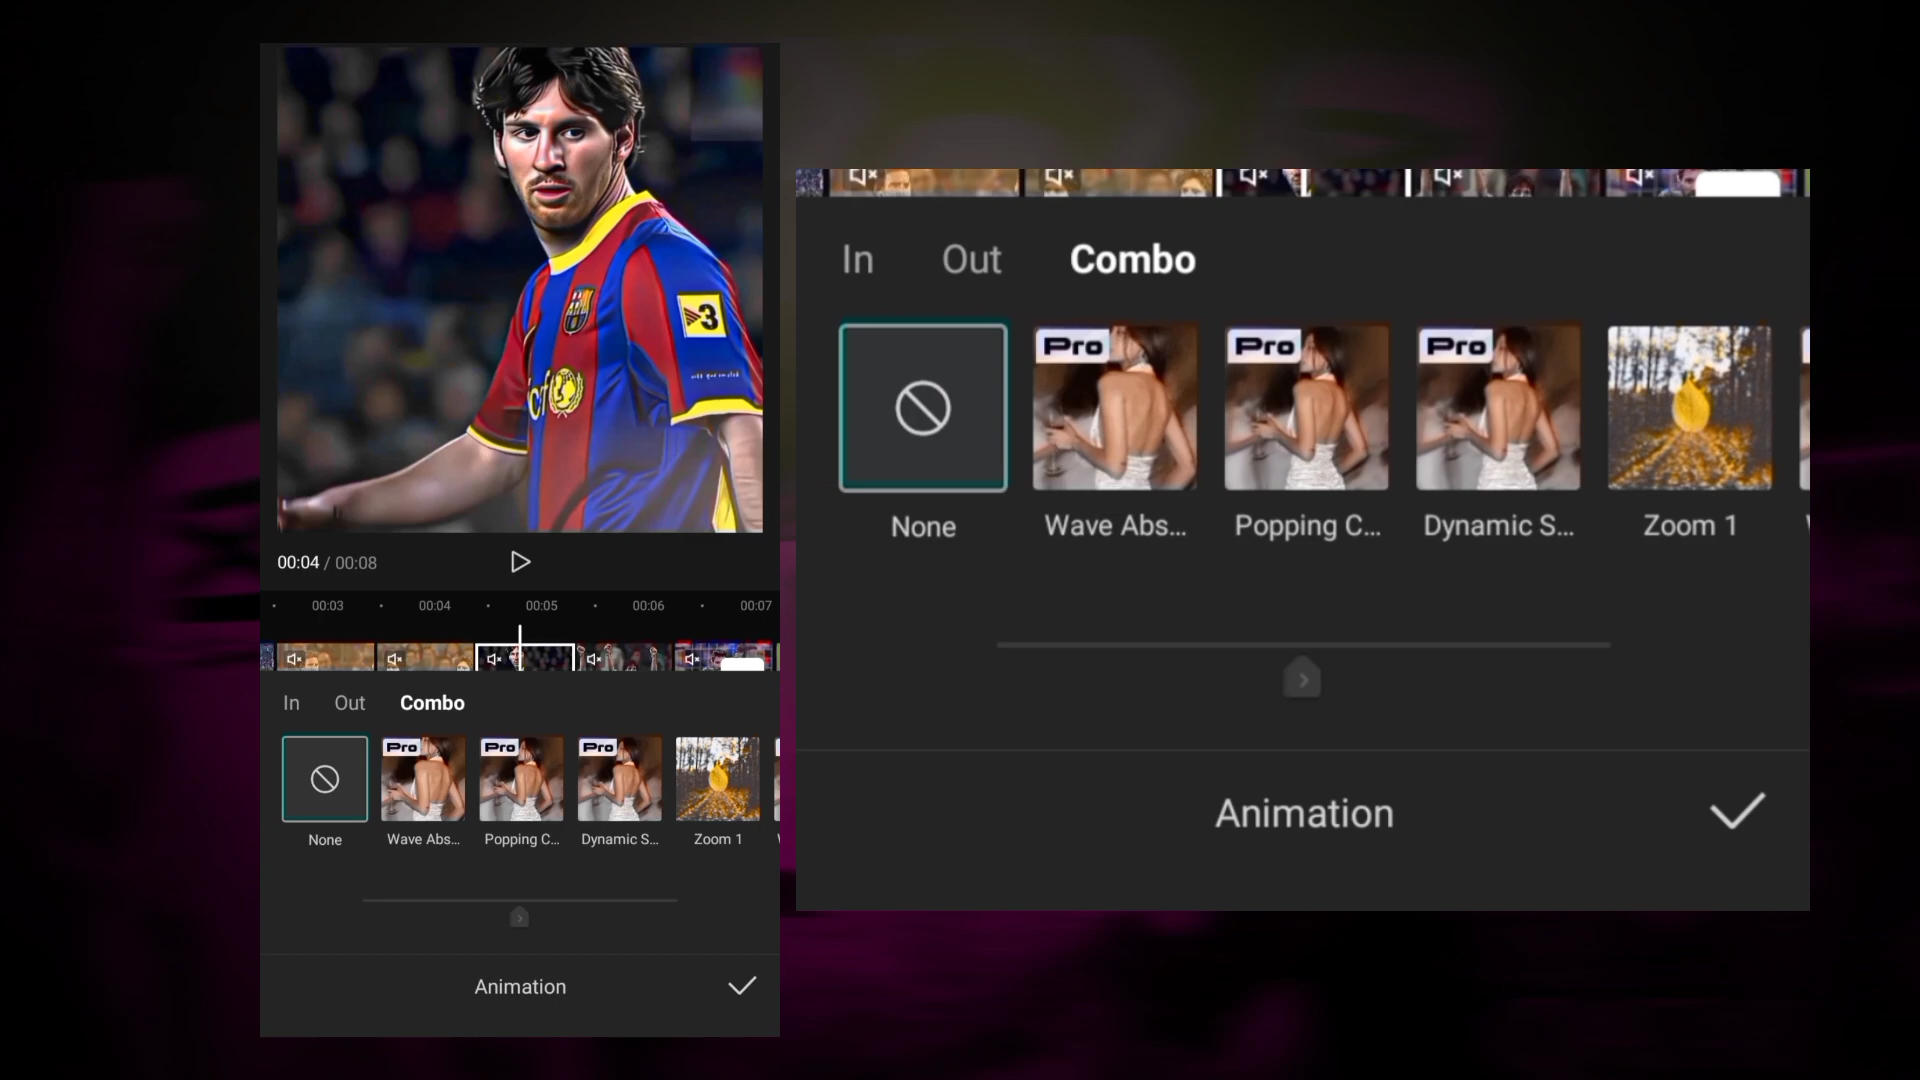 3
icf
00:04 / 00:08
00:03 00:04 00:05 00:06 00:07
In Out Combo
Pro Pro Pro
None Wave Abs... Popping C... Dynamic S... Zoom 1
Animation
In Out Combo
Pro Pro Pro
None Wave Abs... Popping C... Dynamic S... Zoom 1
Animation